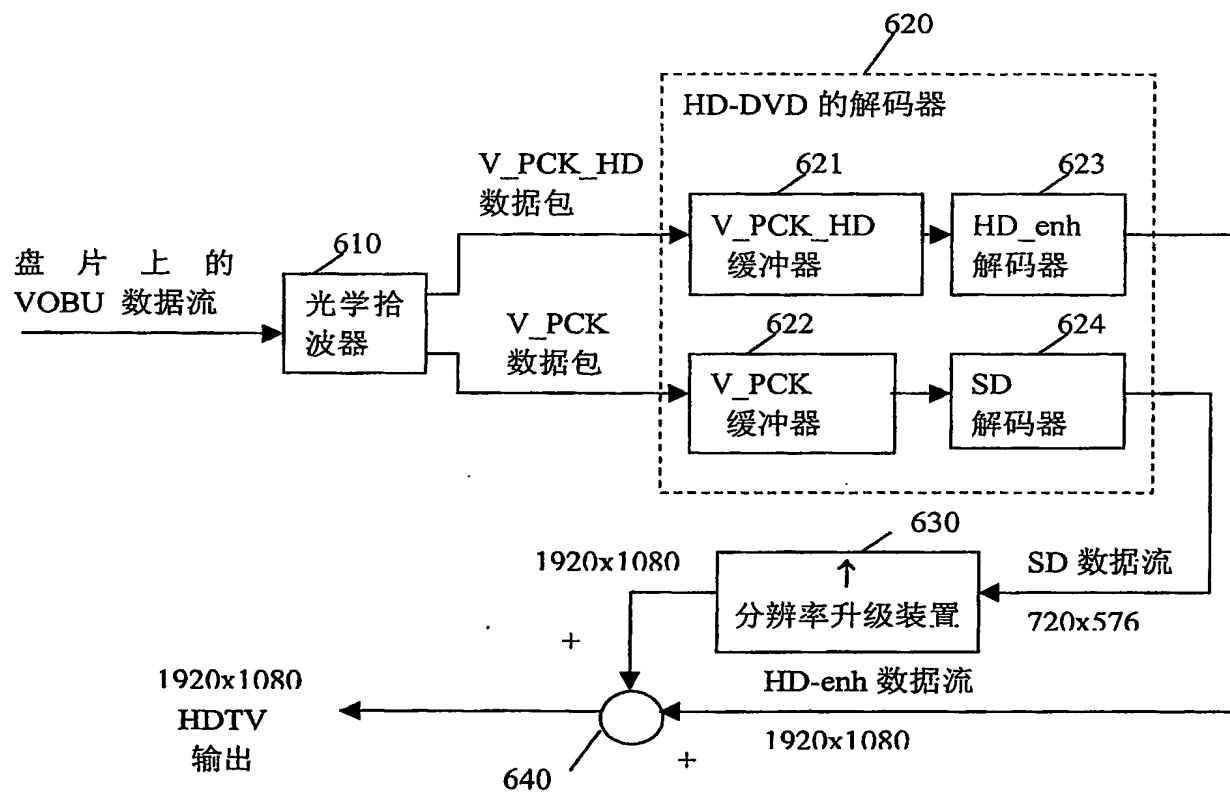 620
HD-DVD 的解码器
V_PCK_HD
数据包
621
623
V_PCK_HD
缓冲器
HD_enh
解码器
610
盘 片 上 的
VOBU 数据流
光学拾
波器
V_PCK
数据包
622
624
V_PCK
缓冲器
SD
解码器
630
1920x1080
↑
分辨率升级装置
SD 数据流
720x576
+
1920x1080
HDTV
输出
HD-enh 数据流
1920x1080
640
+